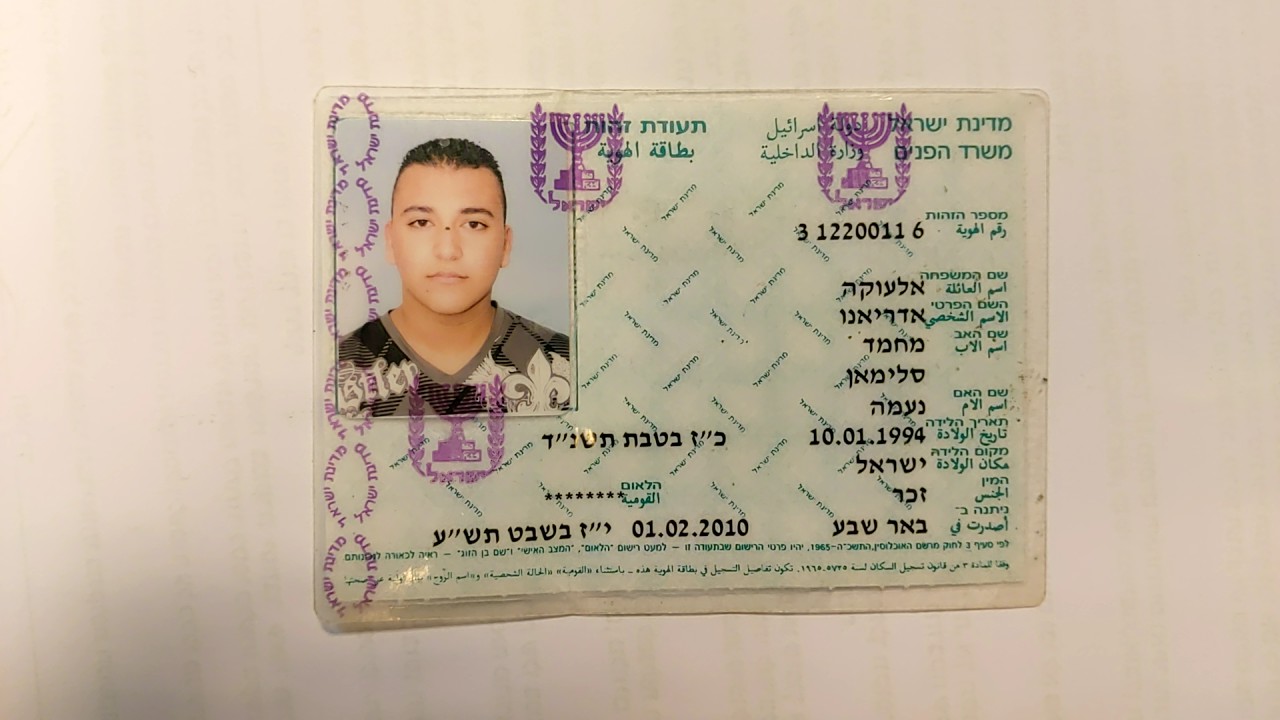 מדינת ישראל دولة اسرائيل
משרד הפנים وزارة الداخلية
תעודת זהות
بطاقة الهوية
מספר הזהות
رقم الهوية
3 1220011 6
שם המשפחה
اسم العائلة
אלעוקה
השם הפרטי
الاسم الشخصي
אדריאנו
שם האב
اسم الاب
מחמד
סלימאן
שם האם
اسم الام
נעמה
תאריך הלידה
تاريخ الولادة
10.01.1994 כ״ז בטבת תשנ״ד
מקום הלידה
مكان الولادة
ישראל
המין
الجنس
זכר
הלאום
القومية
********
ניתנה ב־
أصدرت في
באר שבע 01.02.2010 י״ז בשבט תש״ע
לפי סעיף 3 לחוק מרשם האוכלוסין, התשכ״ה-1965, יהיו פרטי הרישום שבתעודה זו – למעט רישום "הלאום", "המצב האישי" ו"שם בן הזוג" – ראיה לכאורה לנכונותם
وفقا للمادة ٣ من قانون تسجيل السكان لسنة ٥٧٢٥-١٩٦٥، تكون تفاصيل التسجيل في بطاقة الهوية هذه – باستثناء «القومية» «الحالة الشخصية» و«اسم الزوج»